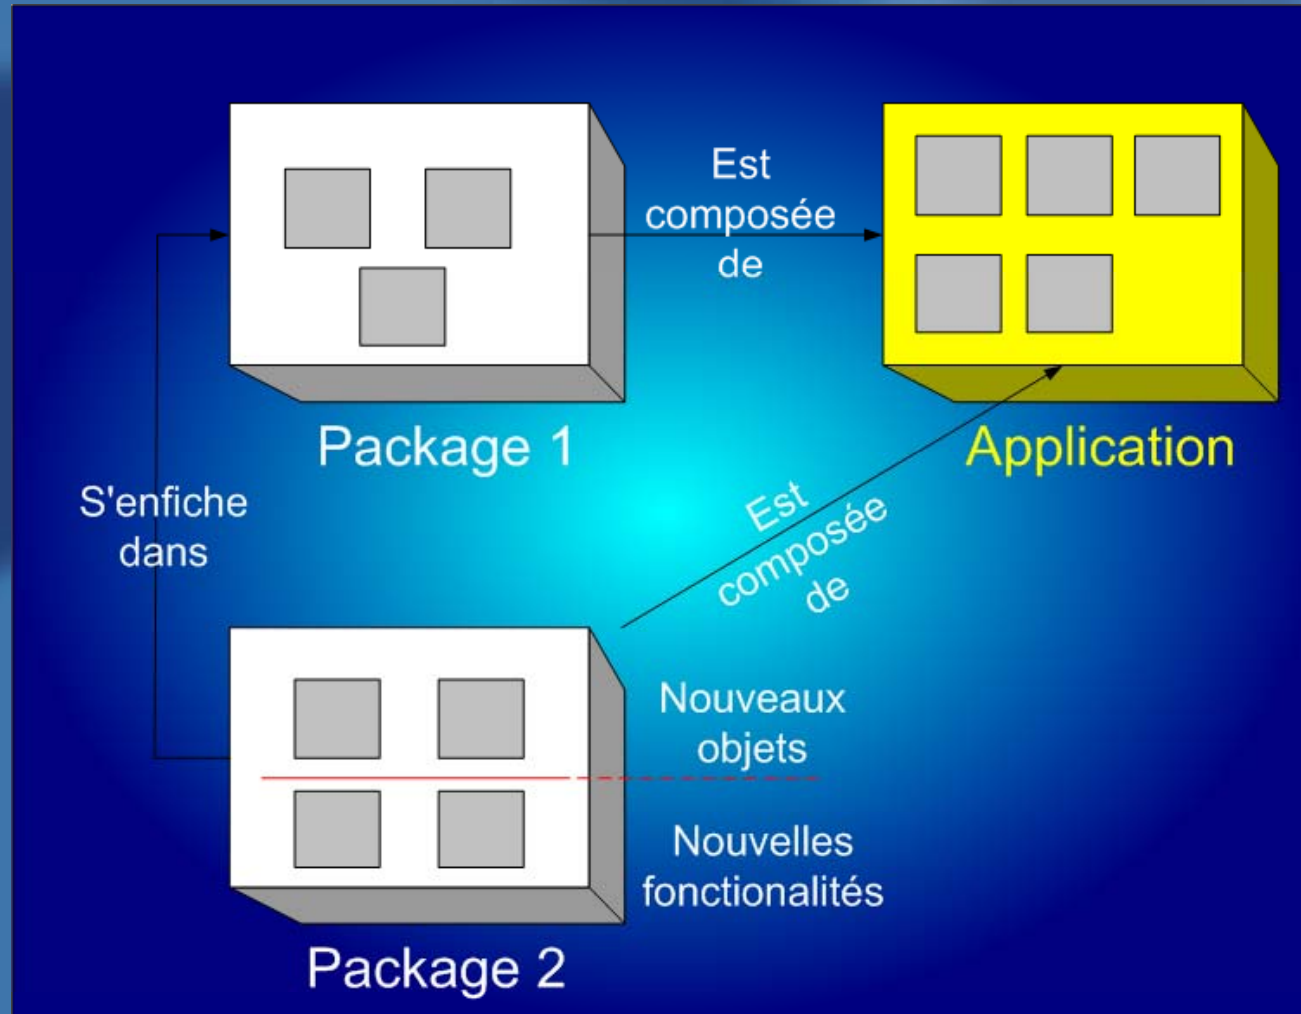 Est
composée
de
Package 1
Application
S'enfiche
dans
Est
composée
de
Nouveaux
objets
Nouvelles
fonctionalités
Package 2